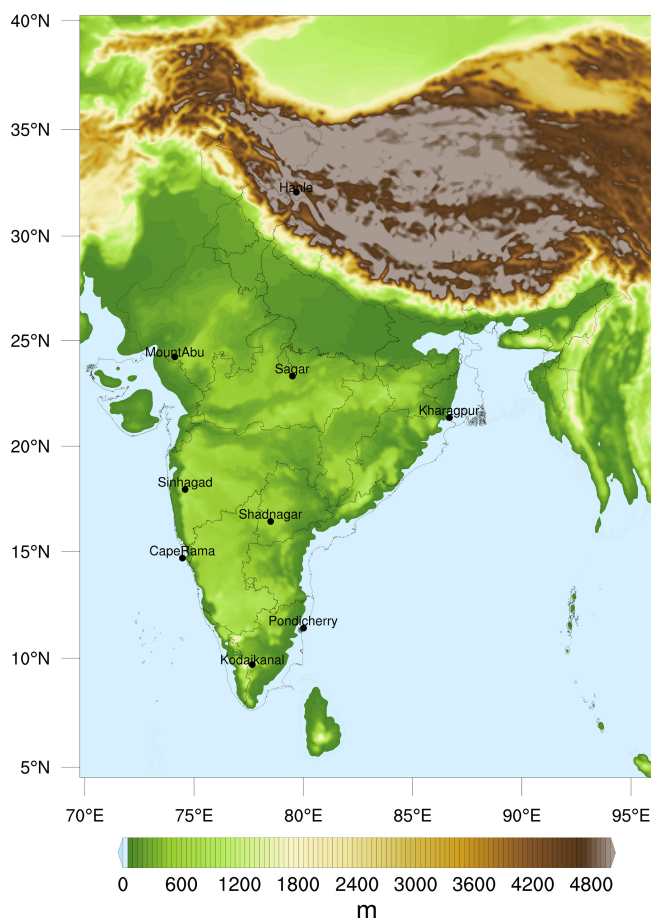 40°N
35°N
Hanle
30°N
25°N
MountAbu
Sagar
Kharagpur
20°N
Sinhagad
Shadnagar
15°N
CapeRama
Pondicherry
10°N
Kodaikanal
5°N
70°E 75°E 80°E 85°E 90°E 95°E
0 600 1200 1800 2400 3000 3600 4200 4800
m